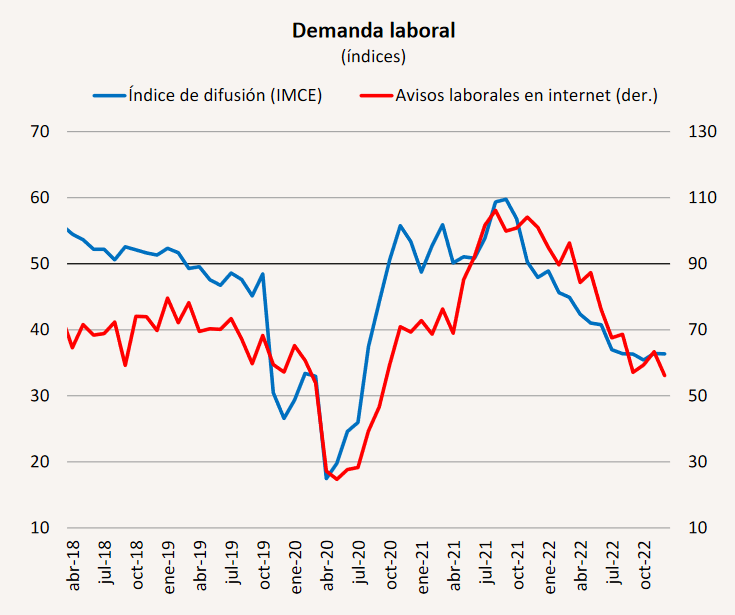 Demanda laboral
(índices)
Índice de difusión (IMCE) Avisos laborales en internet (der.)
70 130
60 110
50 90
40 70
30 50
20 30
10 10
abr-18 jul-18 oct-18 ene-19 abr-19 jul-19 oct-19 ene-20 abr-20 jul-20 oct-20 ene-21 abr-21 jul-21 oct-21 ene-22 abr-22 jul-22 oct-22